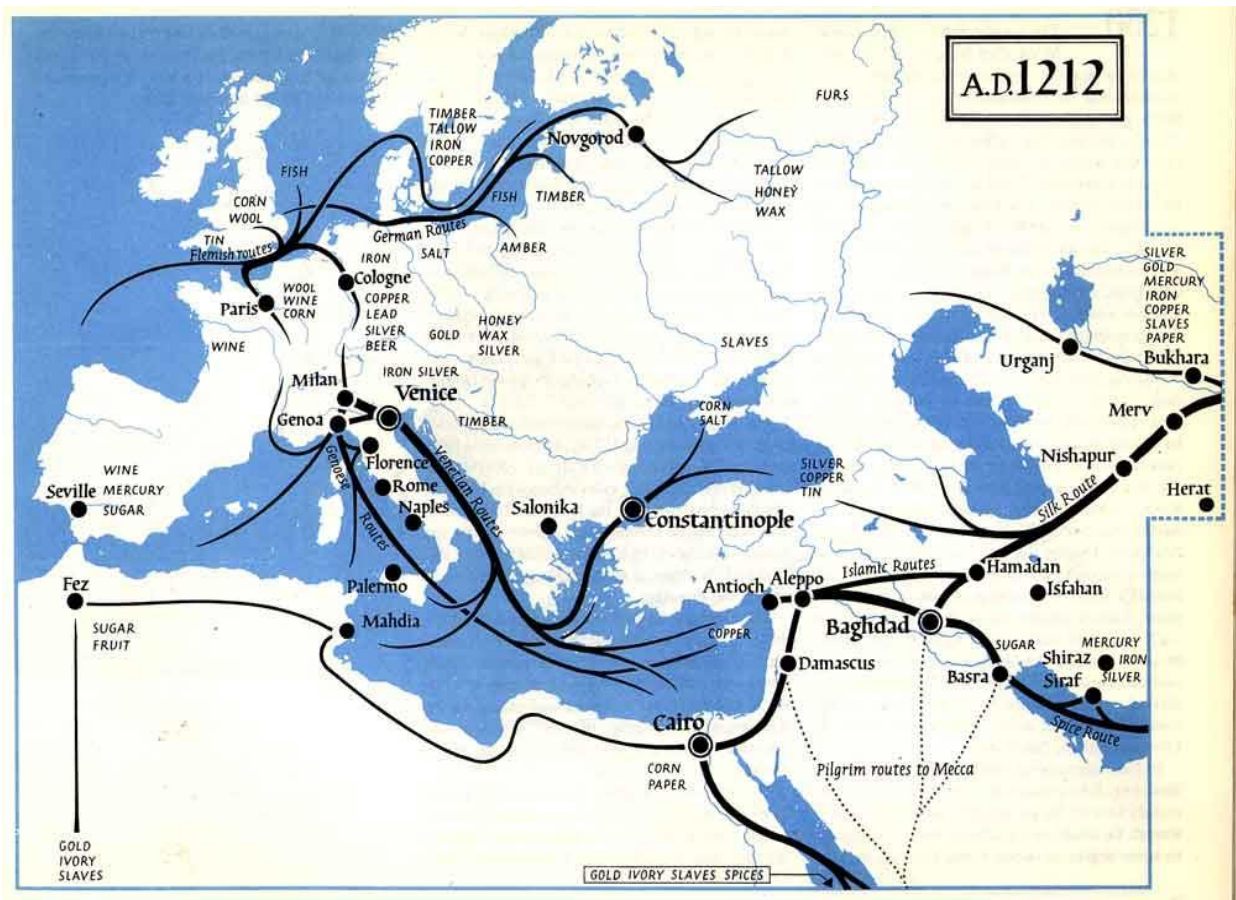 A.D.1212
FURS
TIMBER
TALLOW
IRON
COPPER
Novgorod
FISH
TALLOW
HONEY
WAX
FISH
TIMBER
CORN
WOOL
TIN
Flemish routes
German Routes
SALT
AMBER
IRON
Cologne
COPPER
LEAD
SILVER
BEER
Paris
WOOL
WINE
CORN
WINE
GOLD
HONEY
WAX
SILVER
SLAVES
SILVER
GOLD
MERCURY
IRON
COPPER
SLAVES
PAPER
Urganj
Bukhara
Milan
IRON SILVER
Venice
Genoa
TIMBER
CORN
SALT
Merv
Florence
Rome
Naples
Genoese
Routes
Venetian Routes
Nishapur
Silk Route
Herat
WINE
MERCURY
SUGAR
Seville
Salonika
Constantinople
SILVER
COPPER
TIN
Hamadan
Islamic Routes
Isfahan
Fez
SUGAR
FRUIT
Palermo
Mahdia
Antioch
Aleppo
Baghdad
COPPER
Damascus
SUGAR
Basra
MERCURY
Shiraz
IRON
SILVER
Siraf
Spice Route
Cairo
CORN
PAPER
Pilgrim routes to Mecca
GOLD
IVORY
SLAVES
GOLD IVORY SLAVES SPICES